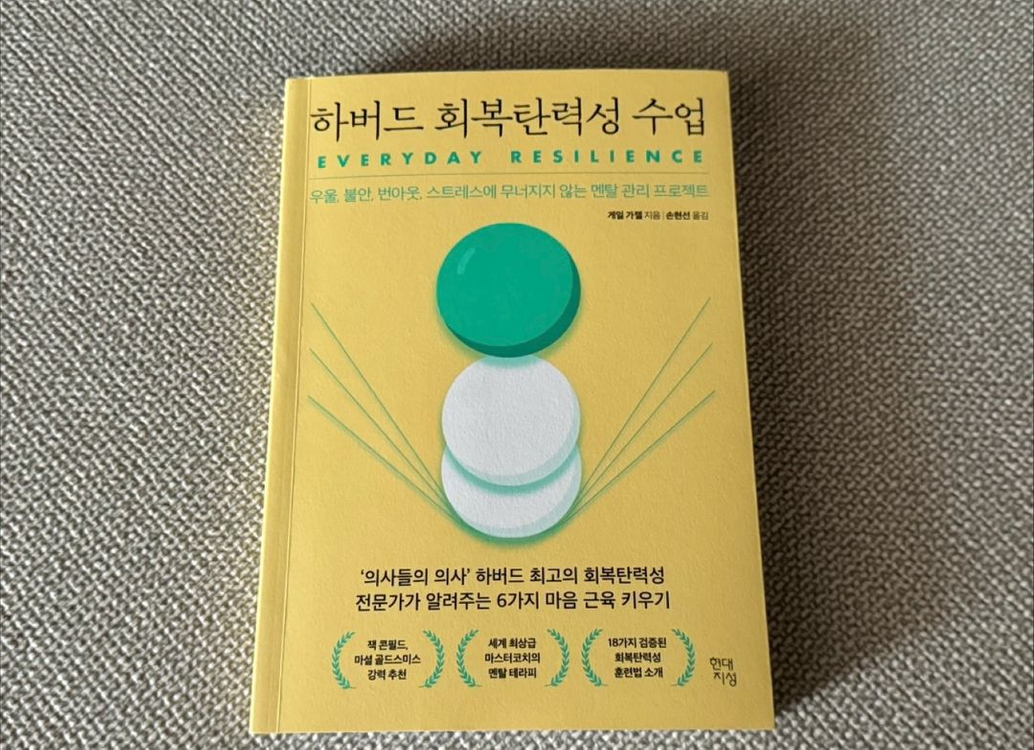 하버드 회복탄력성 수업
EVERYDAY RESILIENCE
우울, 불안, 번아웃, 스트레스에 무너지지 않는 멘탈 관리 프로젝트
게일 가젤 지음 | 손현선 옮김
‘의사들의 의사’ 하버드 최고의 회복탄력성
전문가가 알려주는 6가지 마음 근육 키우기
잭 콘필드,
마셜 골드스미스
강력 추천
세계 최상급
마스터코치의
멘탈 테라피
18가지 검증된
회복탄력성
훈련법 소개
현대
지성